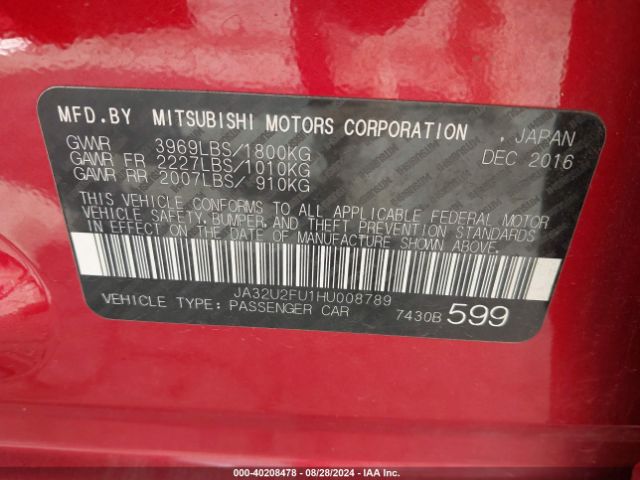 MFD.BY MITSUBISHI MOTORS CORPORATION , JAPAN
GVWR 3969LBS/1800KG DEC 2016
GAWR FR 2227LBS/1010KG
GAWR RR 2007LBS/ 910KG
THIS VEHICLE CONFORMS TO ALL APPLICABLE FEDERAL MOTOR
VEHICLE SAFETY, BUMPER AND THEFT PREVENTION STANDARDS
IN EFFECT ON THE DATE OF MANUFACTURE SHOWN ABOVE.
JA32U2FU1HU008789
VEHICLE TYPE: PASSENGER CAR 7430B 599
000-40208478 - 08/28/2024 - IAA Inc.